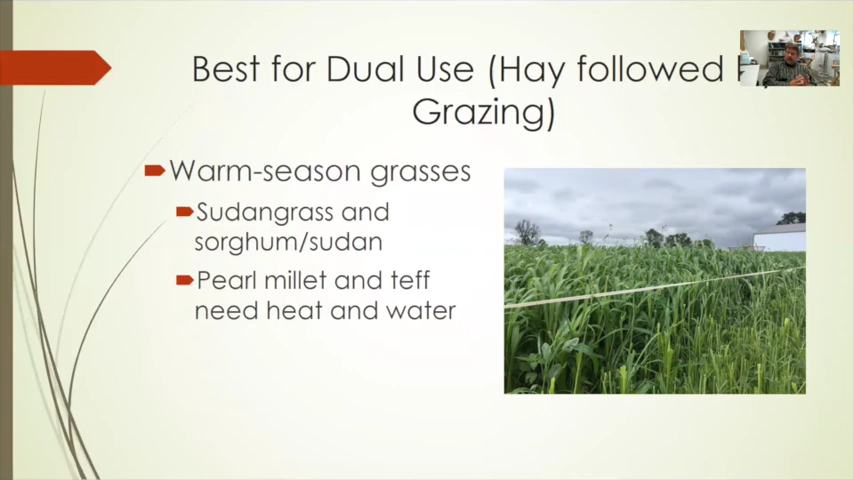 Best for Dual Use (Hay followed
Grazing)
Warm-season grasses
Sudangrass and
sorghum/sudan
Pearl millet and teff
need heat and water